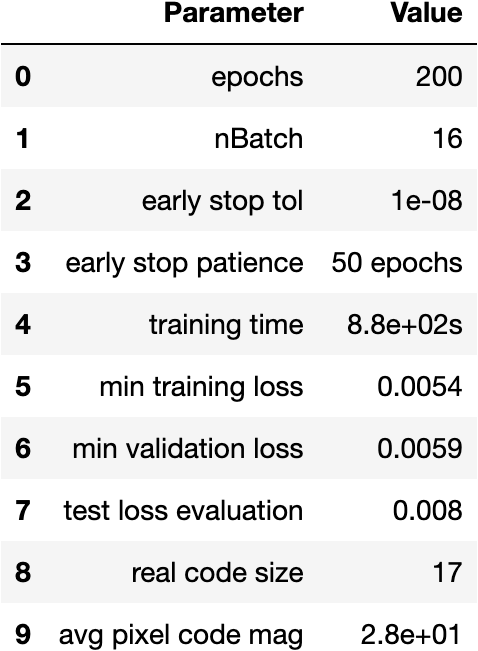 Parameter Value
0 epochs 200
1 nBatch 16
2 early stop tol 1e-08
3 early stop patience 50 epochs
4 training time 8.8e+02s
5 min training loss 0.0054
6 min validation loss 0.0059
7 test loss evaluation 0.008
8 real code size 17
9 avg pixel code mag 2.8e+01